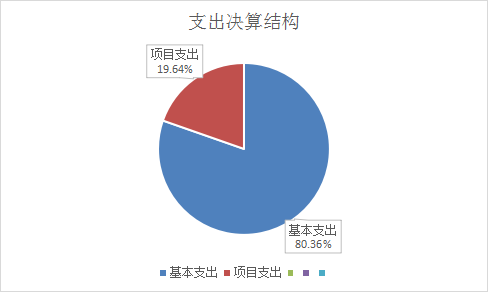 支出决算结构
项目支出
19.64%
基本支出
80.36%
基本支出 项目支出